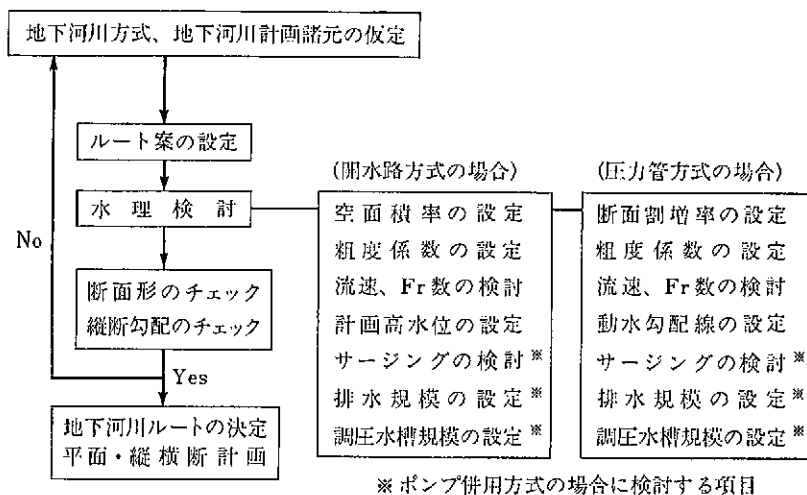 地下河川方式、地下河川計画諸元の仮定
ルート案の設定
水理検討
No
断面形のチェック
縦断勾配のチェック
Yes
地下河川ルートの決定
平面・縦横断計画
(開水路方式の場合)
空面積率の設定
粗度係数の設定
流速、Fr数の検討
計画高水位の設定
サージングの検討※
排水規模の設定※
調圧水槽規模の設定※
(圧力管方式の場合)
断面割増率の設定
粗度係数の設定
流速、Fr数の検討
動水勾配線の設定
サージングの検討※
排水規模の設定※
調圧水槽規模の設定※
※ポンプ併用方式の場合に検討する項目